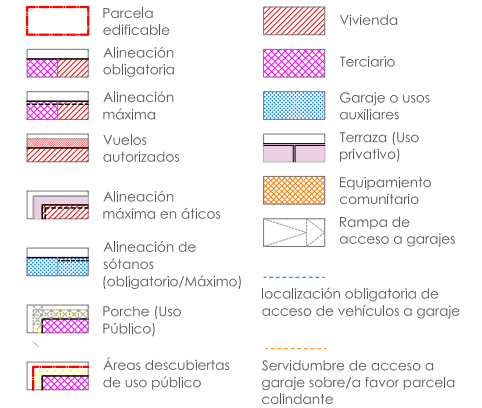 Parcela
edificable
Alineación
obligatoria
Alineación
máxima
Vuelos
autorizados
Alineación
máxima en áticos
Alineación de
sótanos
(obligatorio/Máximo)
Porche (Uso
Público)
Áreas descubiertas
de uso público
Vivienda
Terciario
Garaje o usos
auxiliares
Terraza (Uso
privativo)
Equipamiento
comunitario
Rampa de
acceso a garajes
localización obligatoria de
acceso de vehículos a garaje
Servidumbre de acceso a
garaje sobre/a favor parcela
colindante